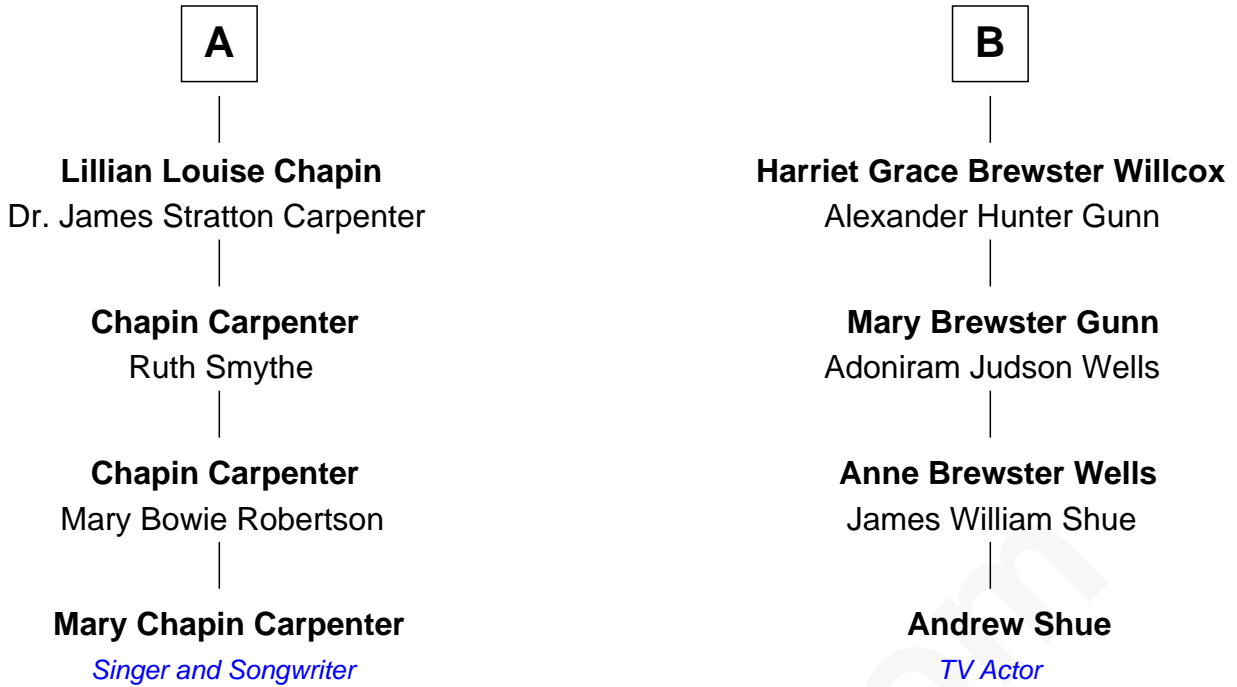 A
Lillian Louise Chapin
Dr. James Stratton Carpenter
Chapin Carpenter
Ruth Smythe
Chapin Carpenter
Mary Bowie Robertson
Mary Chapin Carpenter
Singer and Songwriter
B
Harriet Grace Brewster Willcox
Alexander Hunter Gunn
Mary Brewster Gunn
Adoniram Judson Wells
Anne Brewster Wells
James William Shue
Andrew Shue
TV Actor